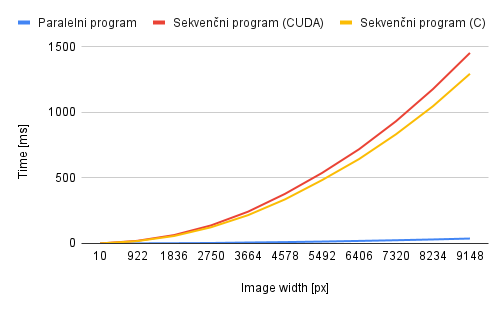 Paralelni program Sekvenčni program (CUDA) Sekvenčni program (C)
1500
1000
500
0
Time [ms]
10 922 1836 2750 3664 4578 5492 6406 7320 8234 9148
Image width [px]